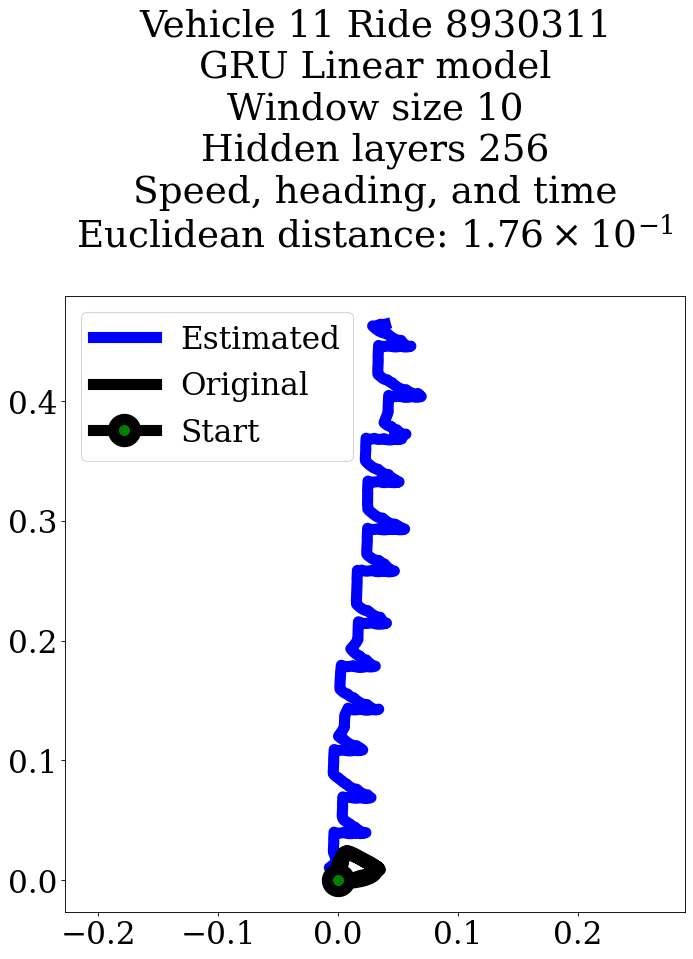 Vehicle 11 Ride 8930311
GRU Linear model
Window size 10
Hidden layers 256
Speed, heading, and time
Euclidean distance: 1.76 × 10⁻¹
Estimated
Original
Start
0.4
0.3
0.2
0.1
0.0
−0.2 −0.1 0.0 0.1 0.2